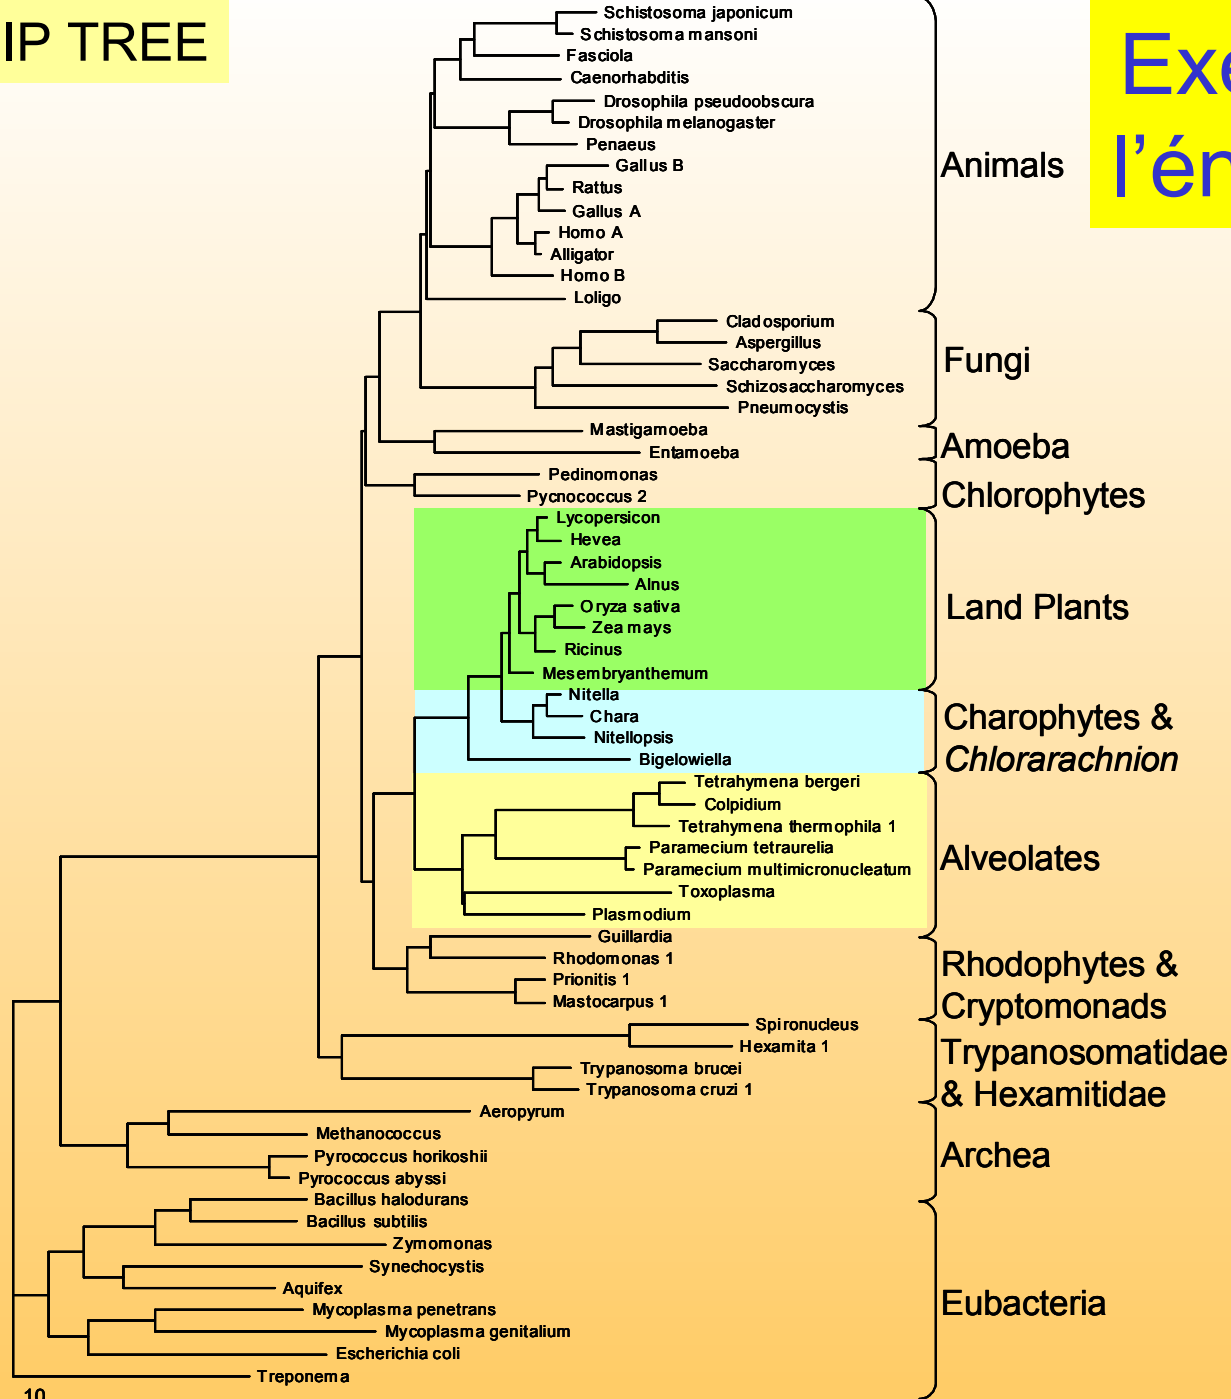 IP TREE
Exe
l'én
Schistosoma japonicum
Schistosoma mansoni
Fasciola
Caenorhabditis
Drosophila pseudoobscura
Drosophila melanogaster
Penaeus
Gallus B
Rattus
Gallus A
Homo A
Alligator
Homo B
Loligo
Animals
Cladosporium
Aspergillus
Saccharomyces
Schizosaccharomyces
Pneumocystis
Fungi
Mastigamoeba
Entamoeba
Amoeba
Pedinomonas
Pycnococcus 2
Chlorophytes
Lycopersicon
Hevea
Arabidopsis
Alnus
Oryza sativa
Zea mays
Ricinus
Mesembryanthemum
Land Plants
Nitella
Chara
Nitellopsis
Bigelowiella
Charophytes &
Chlorarachnion
Tetrahymena bergeri
Colpidium
Tetrahymena thermophila 1
Paramecium tetraurelia
Paramecium multimicronucleatum
Toxoplasma
Plasmodium
Alveolates
Guillardia
Rhodomonas 1
Prionitis 1
Mastocarpus 1
Rhodophytes &
Cryptomonads
Spironucleus
Hexamita 1
Trypanosoma brucei
Trypanosoma cruzi 1
Trypanosomatidae
& Hexamitidae
Aeropyrum
Methanococcus
Pyrococcus horikoshii
Pyrococcus abyssi
Archea
Bacillus halodurans
Bacillus subtilis
Zymomonas
Synechocystis
Aquifex
Mycoplasma penetrans
Mycoplasma genitalium
Escherichia coli
Treponema
Eubacteria
10